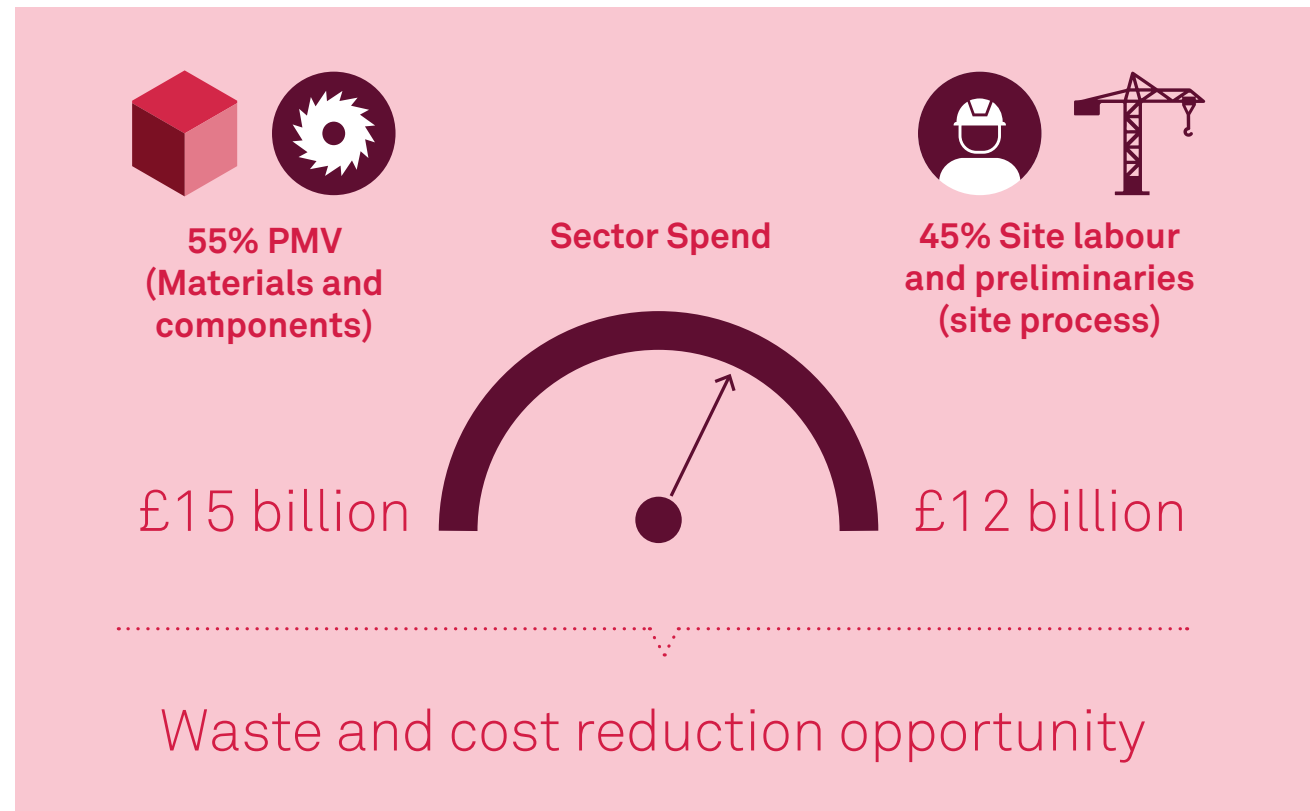 55% PMV
(Materials and
components)
Sector Spend
45% Site labour
and preliminaries
(site process)
£15 billion
£12 billion
Waste and cost reduction opportunity